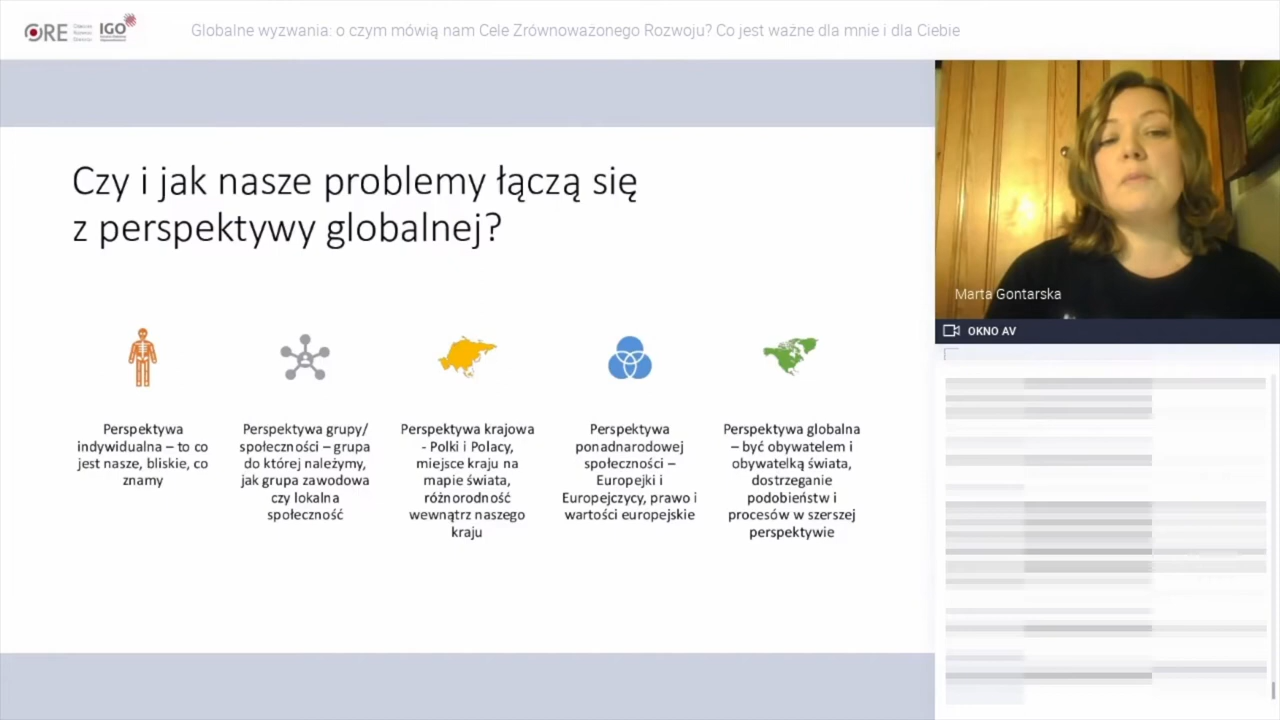 ORE
IGO
Globalne wyzwania: o czym mówią nam Cele Zrównoważonego Rozwoju? Co jest ważne dla mnie i dla Ciebie
Czy i jak nasze problemy łączą się
z perspektywy globalnej?
Perspektywa
indywidualna – to co
jest nasze, bliskie, co
znamy
Perspektywa grupy/
społeczności – grupa
do której należymy,
jak grupa zawodowa
czy lokalna
społeczność
Perspektywa krajowa
- Polki i Polacy,
miejsce kraju na
mapie świata,
różnorodność
wewnątrz naszego
kraju
Perspektywa
ponadnarodowej
społeczności –
Europejki i
Europejczycy, prawo i
wartości europejskie
Perspektywa globalna
– być obywatelem i
obywatelką świata,
dostrzeganie
podobieństw i
procesów w szerszej
perspektywie
Marta Gontarska
OKNO AV